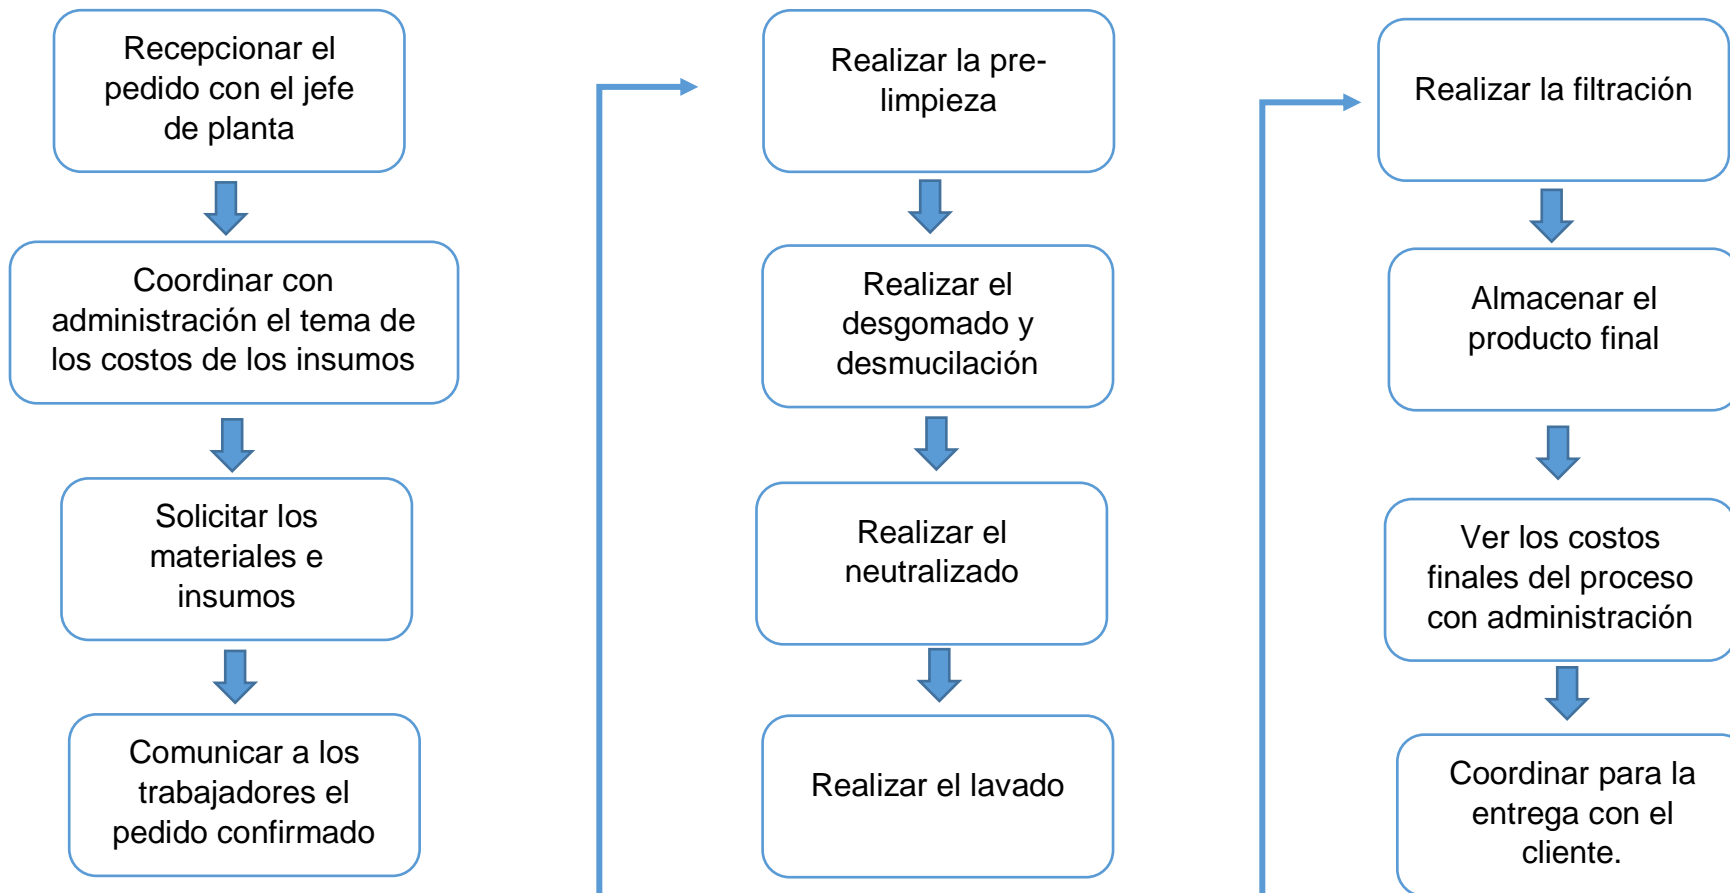 Recepcionar el
pedido con el jefe
de planta
Coordinar con
administración el tema de
los costos de los insumos
Solicitar los
materiales e
insumos
Comunicar a los
trabajadores el
pedido confirmado
Realizar la pre-
limpieza
Realizar el
desgomado y
desmucilación
Realizar el
neutralizado
Realizar el lavado
Realizar la filtración
Almacenar el
producto final
Ver los costos
finales del proceso
con administración
Coordinar para la
entrega con el
cliente.